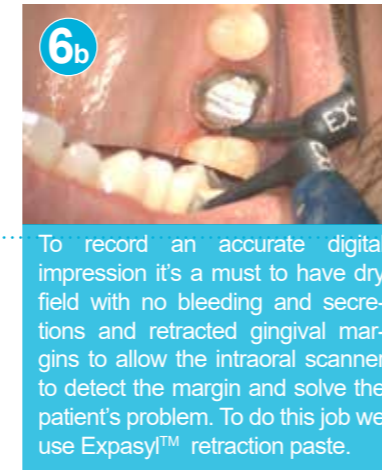 6b
EX
To record an accurate digital
impression it's a must to have dry
field with no bleeding and secre-
tions and retracted gingival mar-
gins to allow the intraoral scanner
to detect the margin and solve the
patient's problem. To do this job we
use Expasyl™ retraction paste.